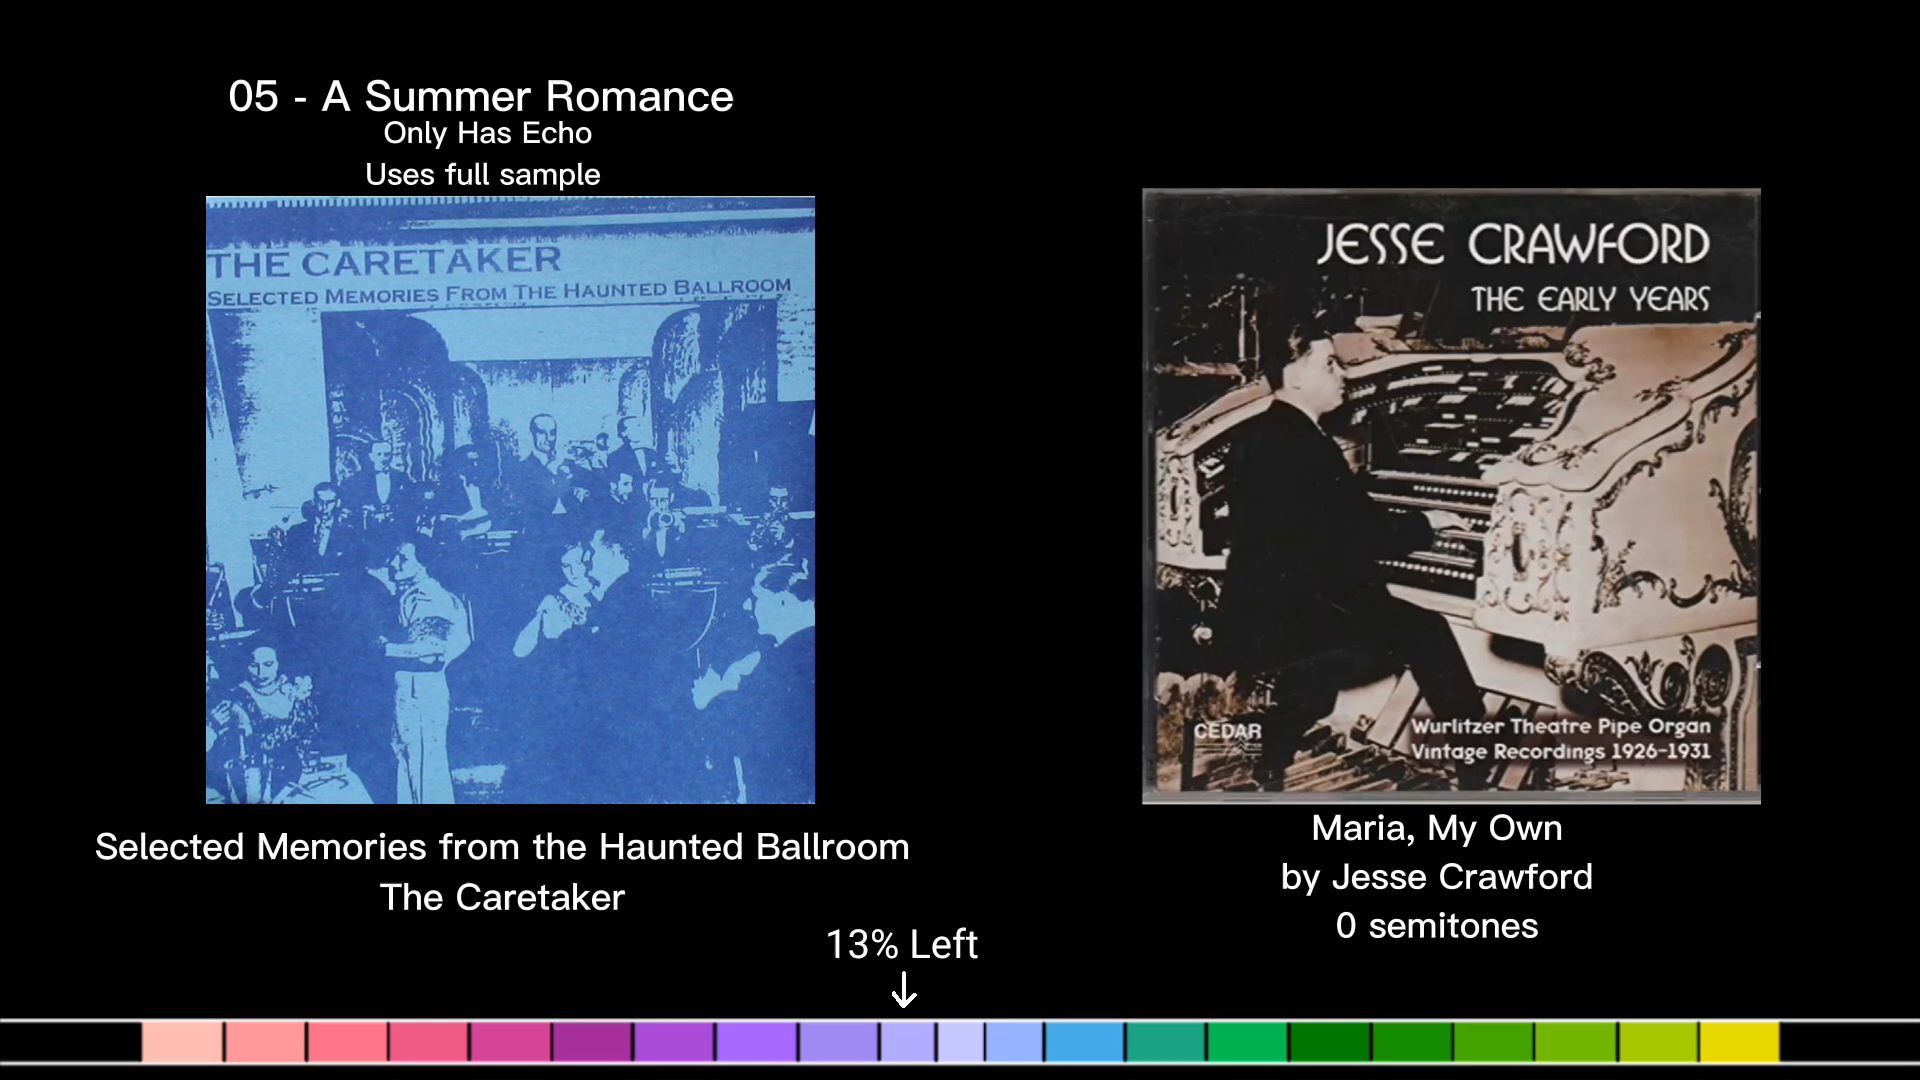 05 - A Summer Romance
Only Has Echo
Uses full sample
THE CARETAKER
SELECTED MEMORIES FROM THE HAUNTED BALLROOM
Selected Memories from the Haunted Ballroom
The Caretaker
JESSE CRAWFORD
THE EARLY YEARS
CEDAR
Wurlitzer Theatre Pipe Organ
Vintage Recordings 1926-1931
Maria, My Own
by Jesse Crawford
0 semitones
13% Left